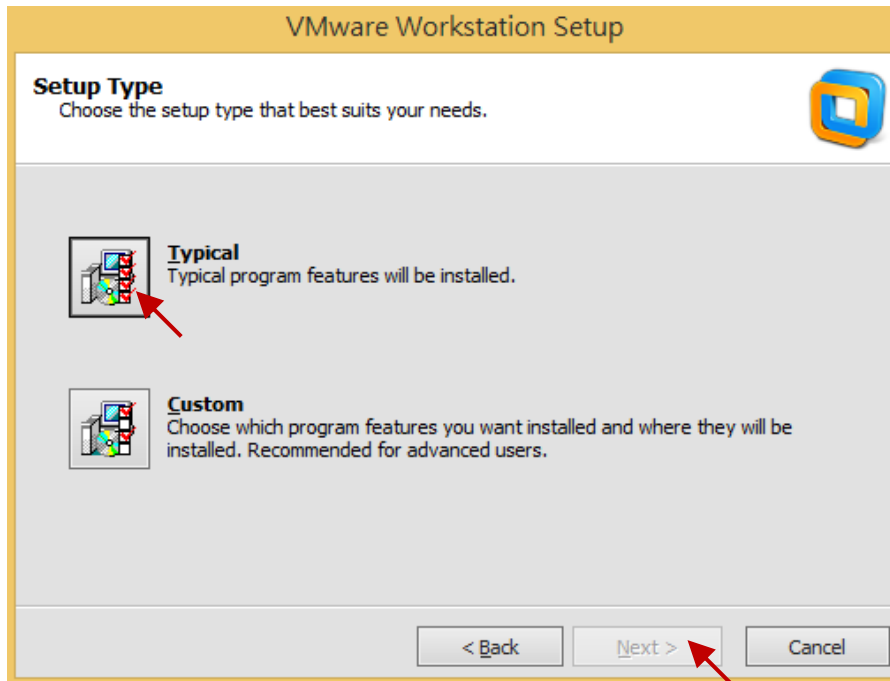 VMware Workstation Setup
Setup Type
Choose the setup type that best suits your needs.
Typical
Typical program features will be installed.
Custom
Choose which program features you want installed and where they will be
installed. Recommended for advanced users.
< Back Next > Cancel